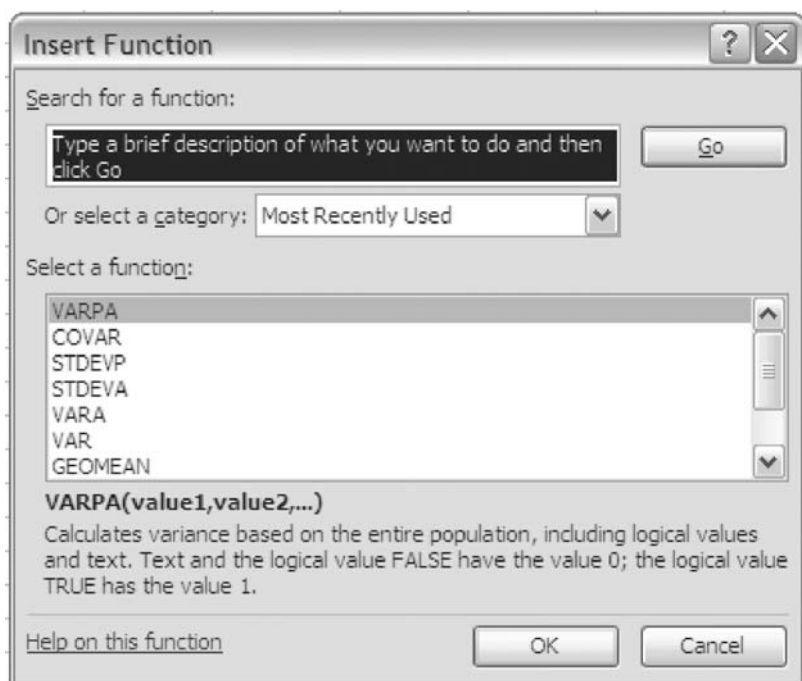 Insert Function
Search for a function:
Type a brief description of what you want to do and then
click Go
Go
Or select a category: Most Recently Used
Select a function:
VARPA
COVAR
STDEVP
STDEVA
VARA
VAR
GEOMEAN
VARPA(value1,value2,...)
Calculates variance based on the entire population, including logical values
and text. Text and the logical value FALSE have the value 0; the logical value
TRUE has the value 1.
Help on this function
OK
Cancel